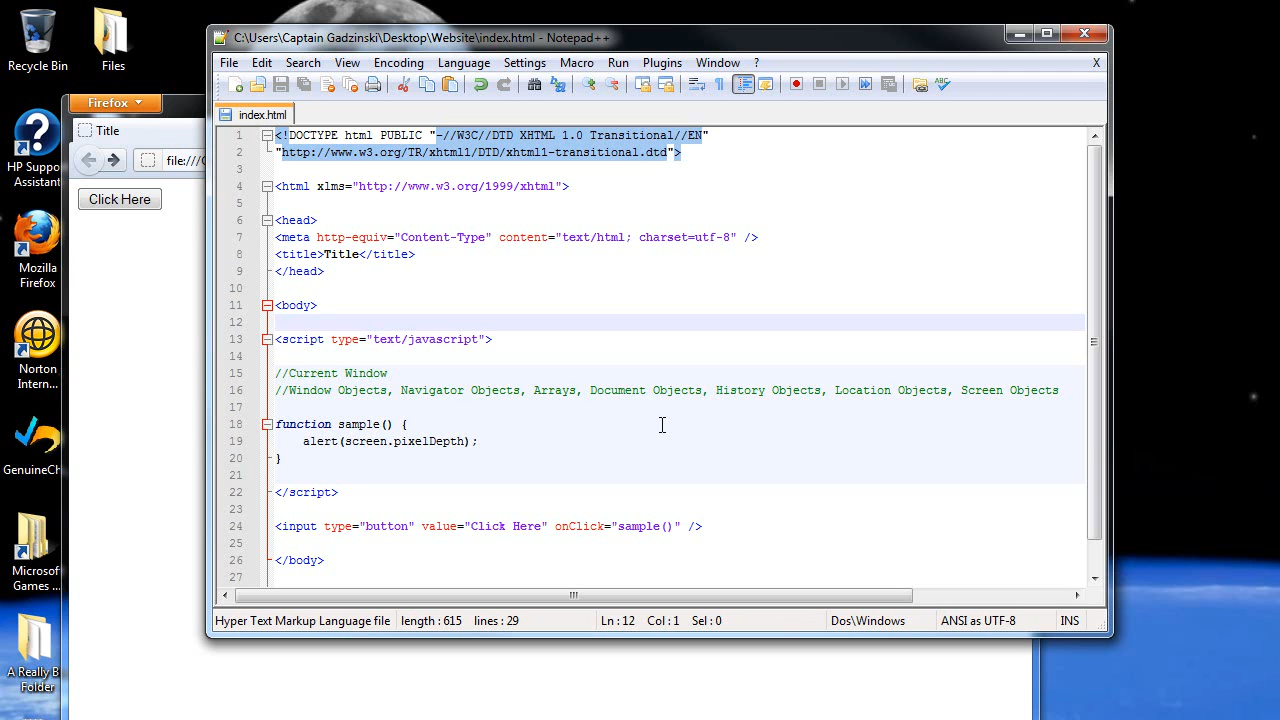 Recycle Bin
Files
HP Support
Assistant
Mozilla
Firefox
Norton
Intern...
GenuineCh
Microsof
Games ...
A Really B
Folder
Firefox
Title
file:///C
Click Here
C:\Users\Captain Gadzinski\Desktop\Website\index.html - Notepad++
File Edit Search View Encoding Language Settings Macro Run Plugins Window ? X
index.html
1 <!DOCTYPE html PUBLIC "-//W3C//DTD XHTML 1.0 Transitional//EN"
2 "http://www.w3.org/TR/xhtml1/DTD/xhtml1-transitional.dtd">
3
4 <html xlms="http://www.w3.org/1999/xhtml">
5
6 <head>
7 <meta http-equiv="Content-Type" content="text/html; charset=utf-8" />
8 <title>Title</title>
9 </head>
10
11 <body>
12
13 <script type="text/javascript">
14
15 //Current Window
16 //Window Objects, Navigator Objects, Arrays, Document Objects, History Objects, Location Objects, Screen Objects
17
18 function sample() {
19 alert(screen.pixelDepth);
20 }
21
22 </script>
23
24 <input type="button" value="Click Here" onClick="sample()" />
25
26 </body>
27
Hyper Text Markup Language file length : 615 lines : 29 Ln : 12 Col : 1 Sel : 0 Dos\Windows ANSI as UTF-8 INS